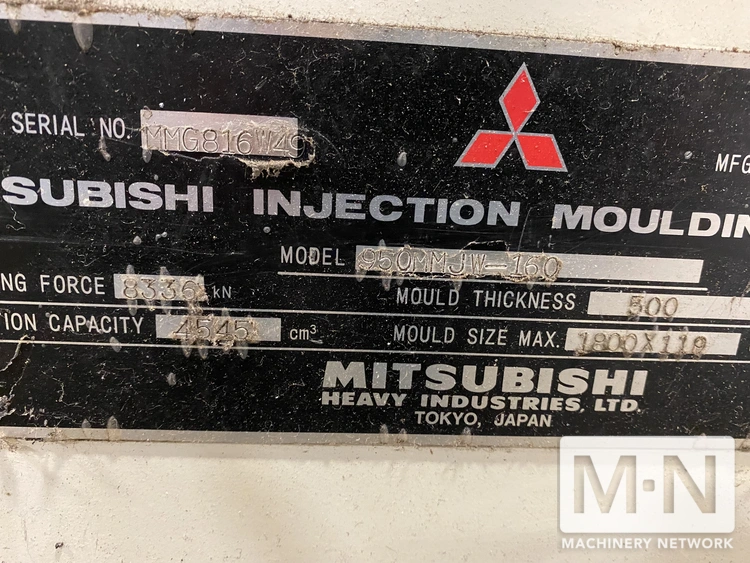 SERIAL NO. MMG816W49
MFG
SUBISHI INJECTION MOULDIN
MODEL 950MMJW-160
NG FORCE 8336 kN
MOULD THICKNESS 500
TION CAPACITY 4545 cm³
MOULD SIZE MAX. 1800X119
MITSUBISHI
HEAVY INDUSTRIES, LTD.
TOKYO, JAPAN
M·N
MACHINERY NETWORK